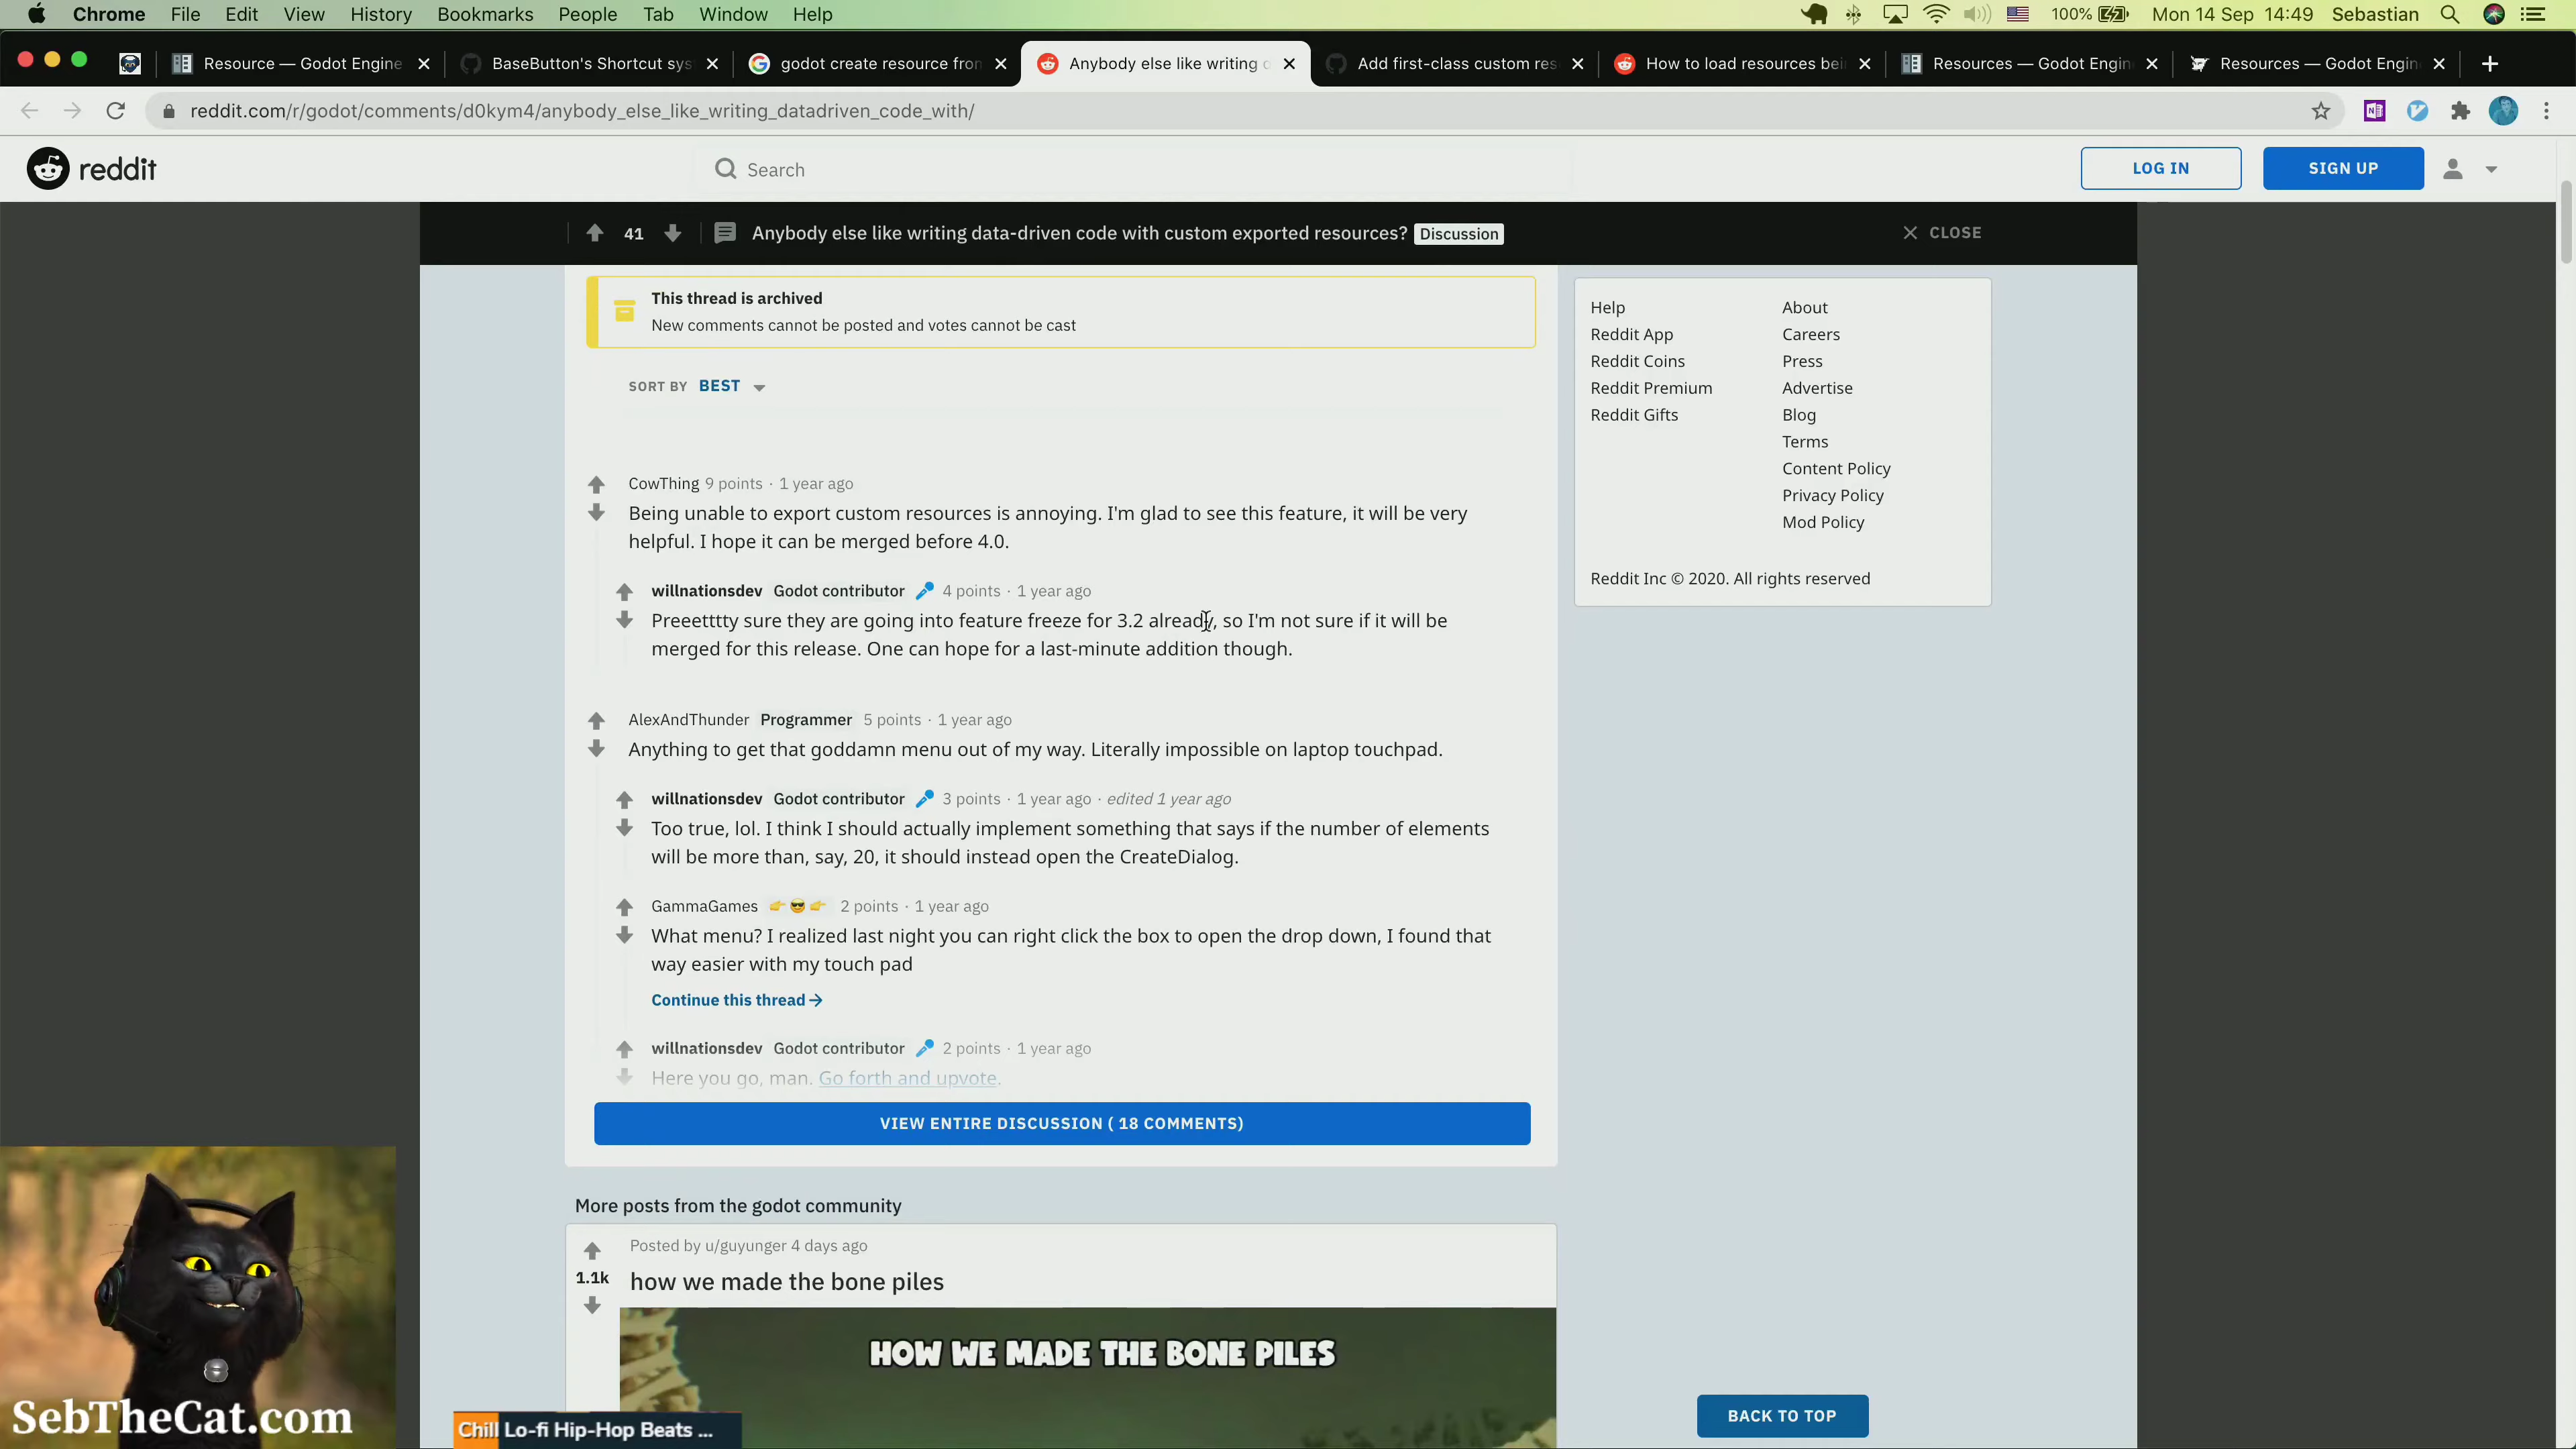 Chrome File Edit View History Bookmarks People Tab Window Help 100% Mon 14 Sep 14:49 Sebastian
Resource — Godot Engine BaseButton's Shortcut sys godot create resource from Anybody else like writing d Add first-class custom res How to load resources bei Resources — Godot Engin Resources — Godot Engin
reddit.com/r/godot/comments/d0kym4/anybody_else_like_writing_datadriven_code_with/
reddit Search LOG IN SIGN UP
41 Anybody else like writing data-driven code with custom exported resources? Discussion CLOSE
This thread is archived
New comments cannot be posted and votes cannot be cast
SORT BY BEST
CowThing 9 points · 1 year ago
Being unable to export custom resources is annoying. I'm glad to see this feature, it will be very
helpful. I hope it can be merged before 4.0.
willnationsdev Godot contributor 4 points · 1 year ago
Preeetttty sure they are going into feature freeze for 3.2 already, so I'm not sure if it will be
merged for this release. One can hope for a last-minute addition though.
AlexAndThunder Programmer 5 points · 1 year ago
Anything to get that goddamn menu out of my way. Literally impossible on laptop touchpad.
willnationsdev Godot contributor 3 points · 1 year ago · edited 1 year ago
Too true, lol. I think I should actually implement something that says if the number of elements
will be more than, say, 20, it should instead open the CreateDialog.
GammaGames 2 points · 1 year ago
What menu? I realized last night you can right click the box to open the drop down, I found that
way easier with my touch pad
Continue this thread
willnationsdev Godot contributor 2 points · 1 year ago
Here you go, man. Go forth and upvote.
VIEW ENTIRE DISCUSSION ( 18 COMMENTS)
Help About
Reddit App Careers
Reddit Coins Press
Reddit Premium Advertise
Reddit Gifts Blog
Terms
Content Policy
Privacy Policy
Mod Policy
Reddit Inc © 2020. All rights reserved
More posts from the godot community
Posted by u/guyunger 4 days ago
1.1k
how we made the bone piles
HOW WE MADE THE BONE PILES
BACK TO TOP
SebTheCat.com
Chill Lo-fi Hip-Hop Beats ...